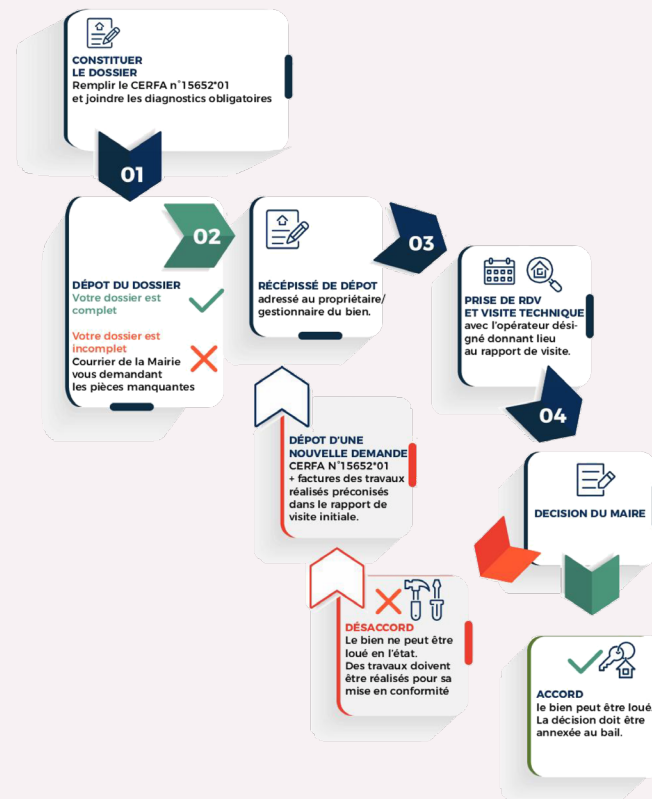 CONSTITUER
LE DOSSIER
Remplir le CERFA n°15652*01
et joindre les diagnostics obligatoires
01
02
DÉPOT DU DOSSIER
Votre dossier est
complet
Votre dossier est
incomplet
Courrier de la Mairie
vous demandant
les pièces manquantes
RÉCÉPISSÉ DE DÉPOT
adressé au propriétaire/
gestionnaire du bien.
03
PRISE DE RDV
ET VISITE TECHNIQUE
avec l'opérateur dési-
gné donnant lieu
au rapport de visite.
04
DECISION DU MAIRE
DÉPOT D'UNE
NOUVELLE DEMANDE
CERFA N°15652*01
+ factures des travaux
réalisés préconisés
dans le rapport de
visite initiale.
DÉSACCORD
Le bien ne peut être
loué en l'état.
Des travaux doivent
être réalisés pour sa
mise en conformité
ACCORD
le bien peut être loué.
La décision doit être
annexée au bail.